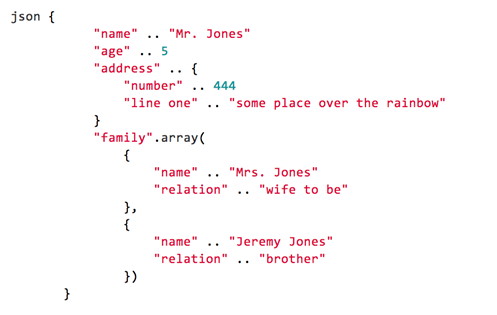 json {
"name" .. "Mr. Jones"
"age" .. 5
"address" .. {
"number" .. 444
"line one" .. "some place over the rainbow"
}
"family".array(
{
"name" .. "Mrs. Jones"
"relation" .. "wife to be"
},
{
"name" .. "Jeremy Jones"
"relation" .. "brother"
})
}